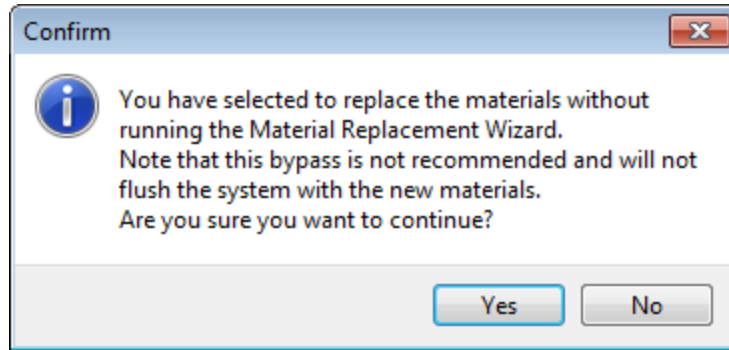 Confirm
You have selected to replace the materials without
running the Material Replacement Wizard.
Note that this bypass is not recommended and will not
flush the system with the new materials.
Are you sure you want to continue?
Yes
No